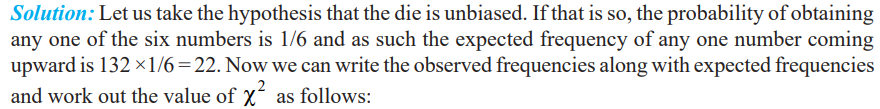 Solution: Let us take the hypothesis that the die is unbiased. If that is so, the probability of obtaining
any one of the six numbers is 1/6 and as such the expected frequency of any one number coming
upward is 132 ×1/6=22. Now we can write the observed frequencies along with expected frequencies
and work out the value of χ² as follows: